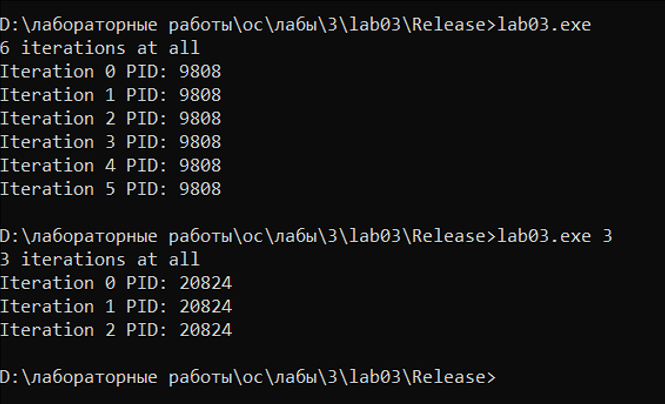 D:\лабораторные работы\ос\лабы\3\lab03\Release>lab03.exe
6 iterations at all
Iteration 0 PID: 9808
Iteration 1 PID: 9808
Iteration 2 PID: 9808
Iteration 3 PID: 9808
Iteration 4 PID: 9808
Iteration 5 PID: 9808
D:\лабораторные работы\ос\лабы\3\lab03\Release>lab03.exe 3
3 iterations at all
Iteration 0 PID: 20824
Iteration 1 PID: 20824
Iteration 2 PID: 20824
D:\лабораторные работы\ос\лабы\3\lab03\Release>